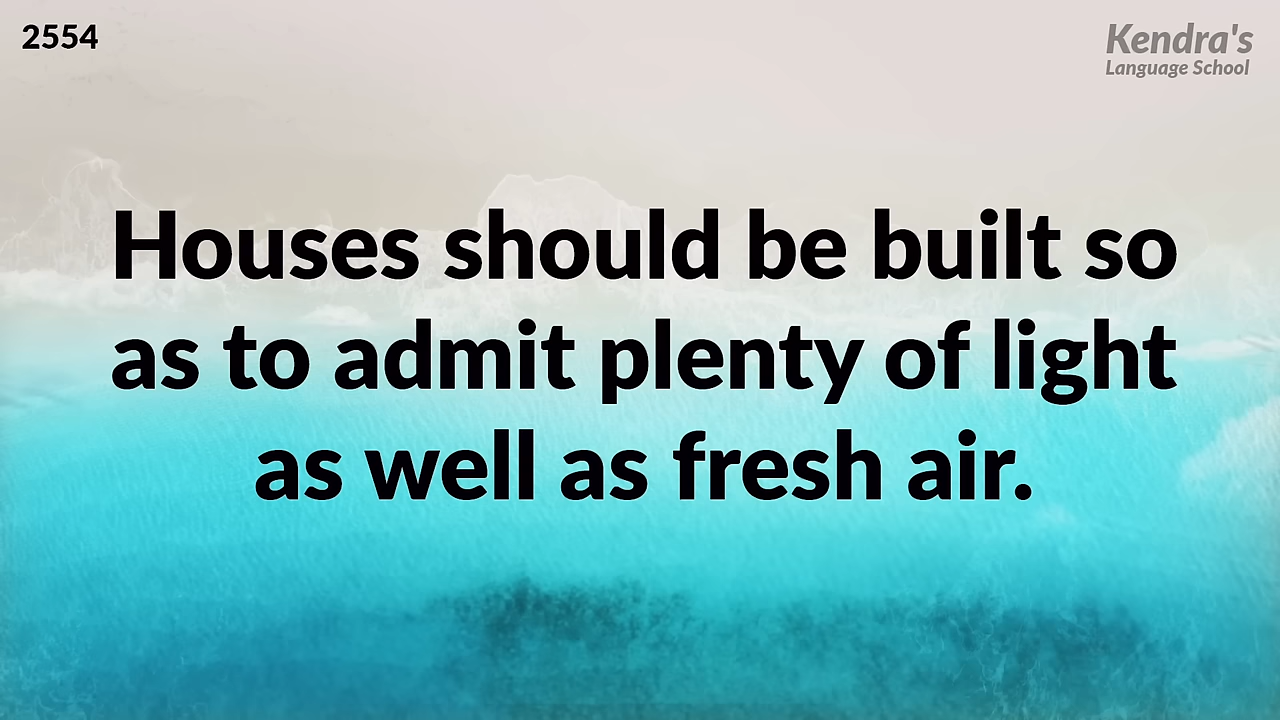 2554
Kendra's
Language School
Houses should be built so
as to admit plenty of light
as well as fresh air.